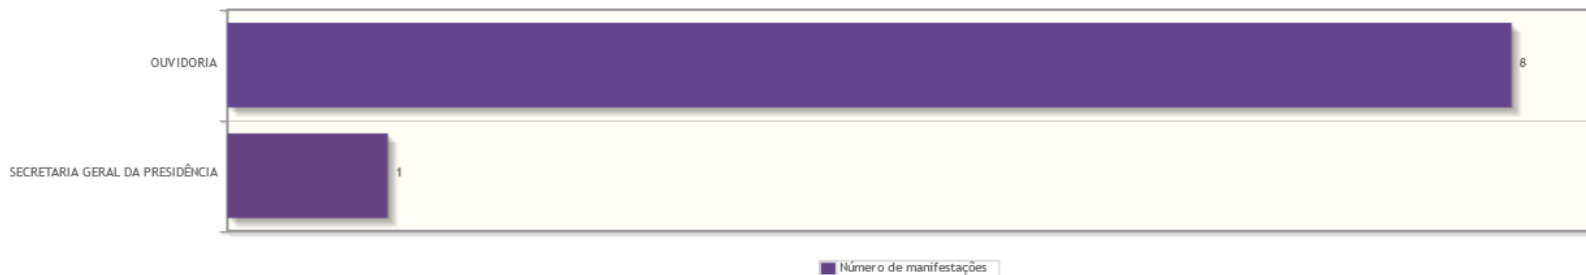 OUVIDORIA
8
SECRETARIA GERAL DA PRESIDÊNCIA
1
Número de manifestações